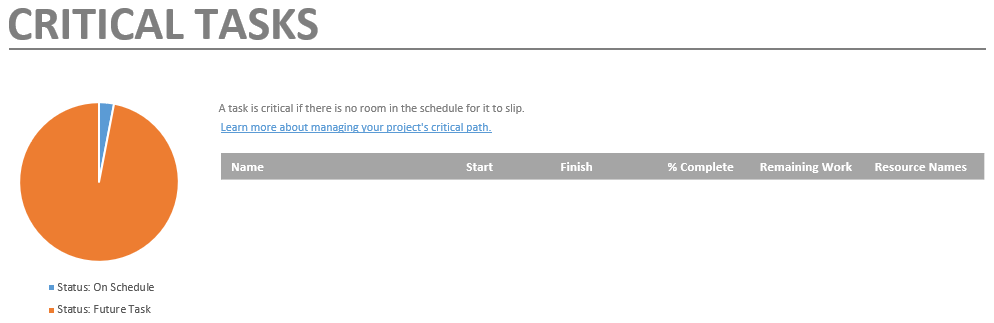 CRITICAL TASKS
A task is critical if there is no room in the schedule for it to slip.
Learn more about managing your project's critical path.
Name Start Finish % Complete Remaining Work Resource Names
Status: On Schedule
Status: Future Task